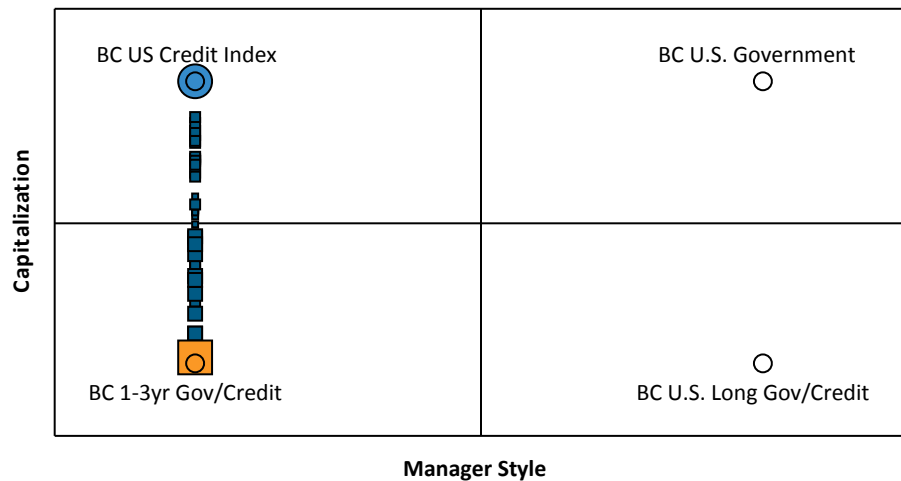 BC US Credit Index
BC U.S. Government
Capitalization
BC 1-3yr Gov/Credit
BC U.S. Long Gov/Credit
Manager Style